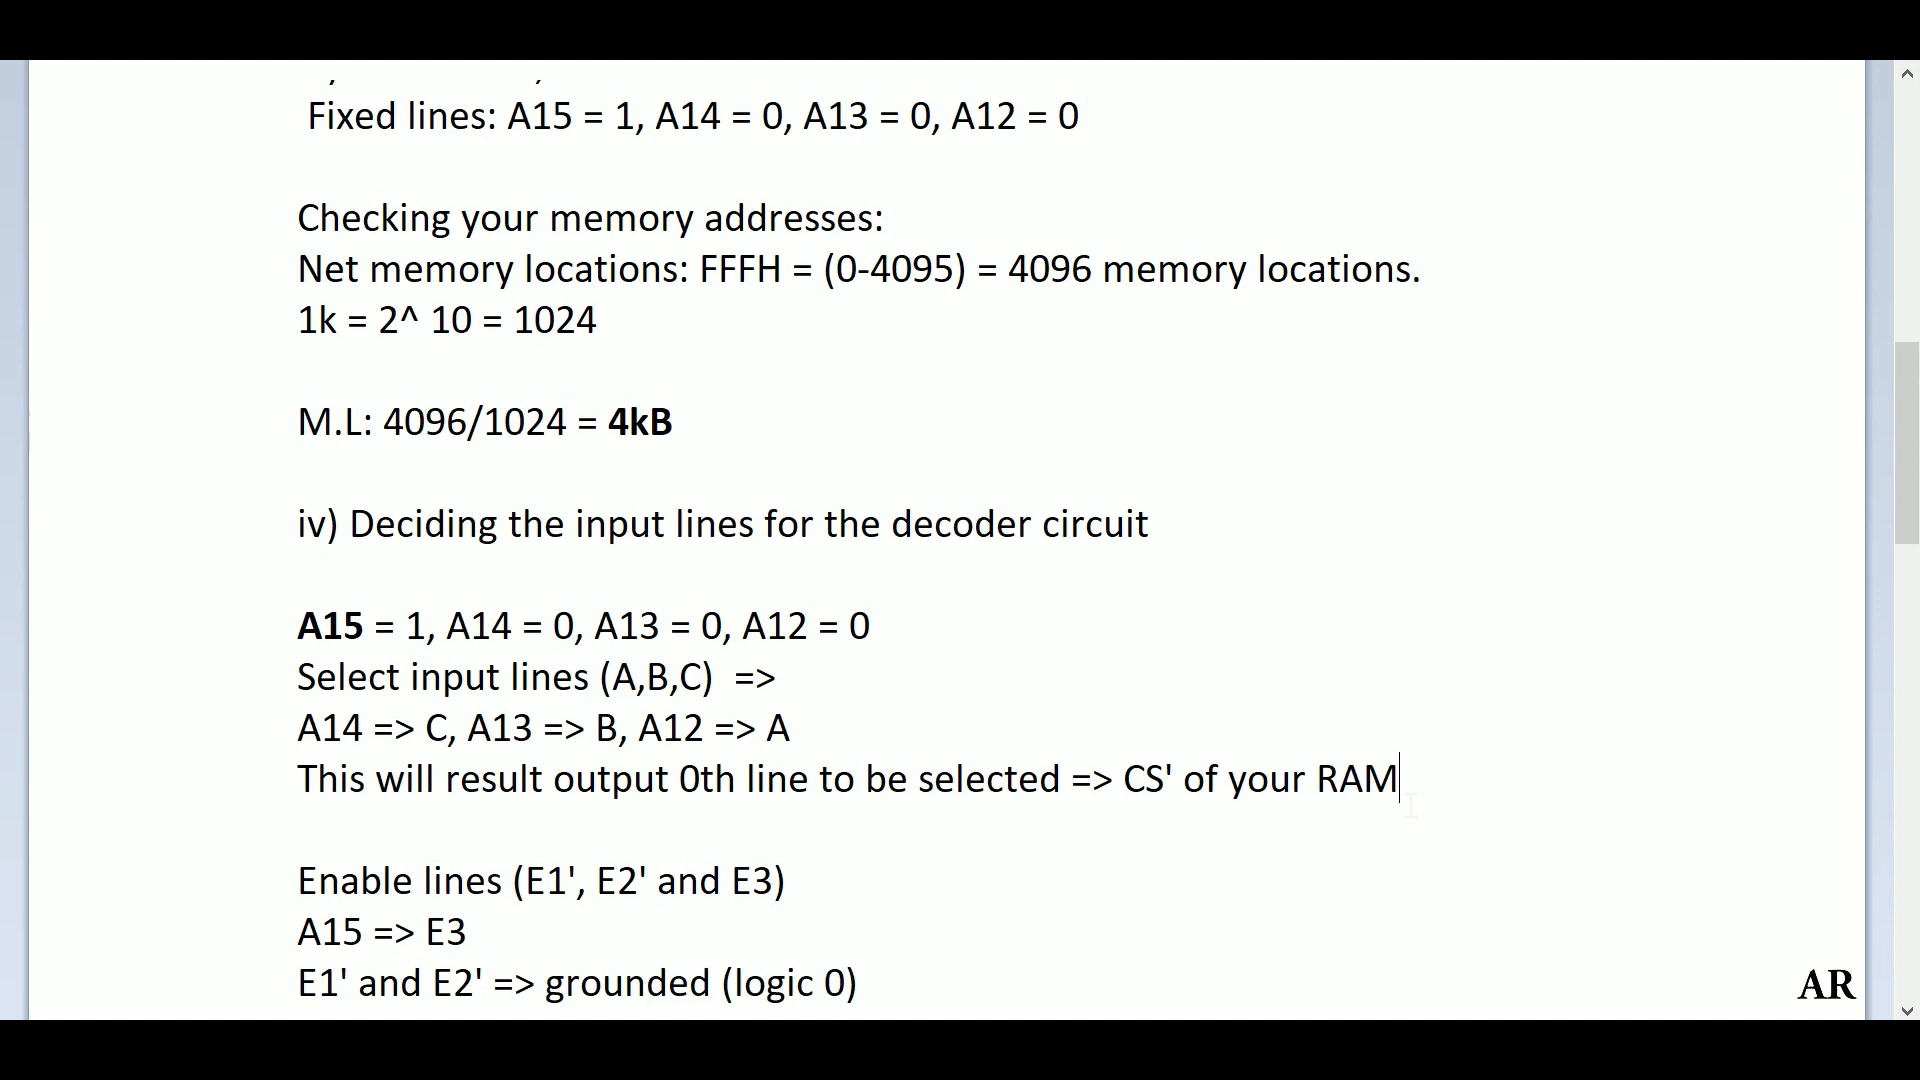 Fixed lines: A15 = 1, A14 = 0, A13 = 0, A12 = 0
Checking your memory addresses:
Net memory locations: FFFH = (0-4095) = 4096 memory locations.
1k = 2^ 10 = 1024
M.L: 4096/1024 = 4kB
iv) Deciding the input lines for the decoder circuit
A15 = 1, A14 = 0, A13 = 0, A12 = 0
Select input lines (A,B,C)  =>
A14 => C, A13 => B, A12 => A
This will result output 0th line to be selected => CS' of your RAM
Enable lines (E1', E2' and E3)
A15 => E3
E1' and E2' => grounded (logic 0)
AR